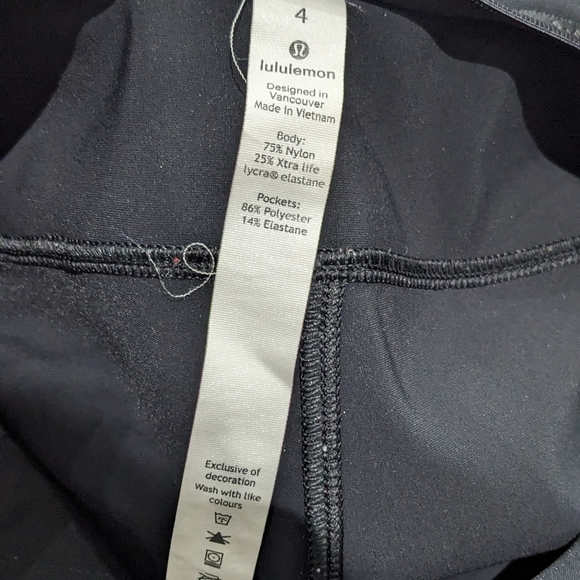 4
lululemon
Designed in
Vancouver
Made in Vietnam
Body:
75% Nylon
25% Xtra life
lycra® elastane
Pockets:
86% Polyester
14% Elastane
Exclusive of
decoration
Wash with like
colours